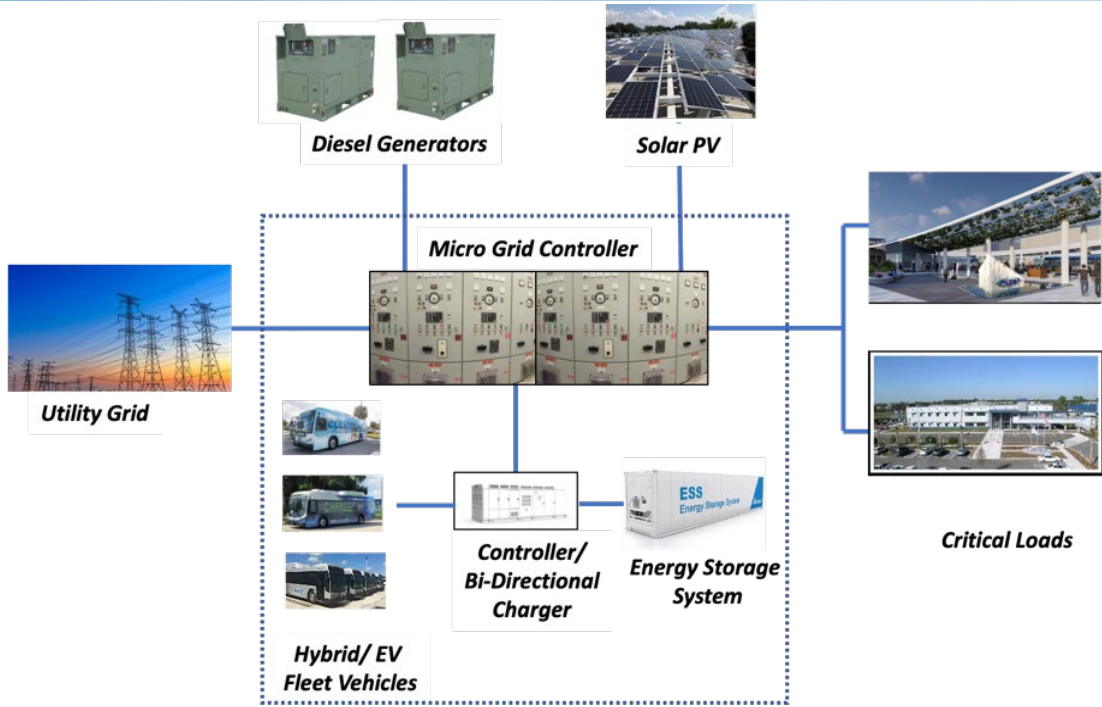 Diesel Generators
Solar PV
Micro Grid Controller
Utility Grid
ESS
Energy Storage System
Controller/
Bi-Directional
Charger
Energy Storage
System
Critical Loads
Hybrid/ EV
Fleet Vehicles